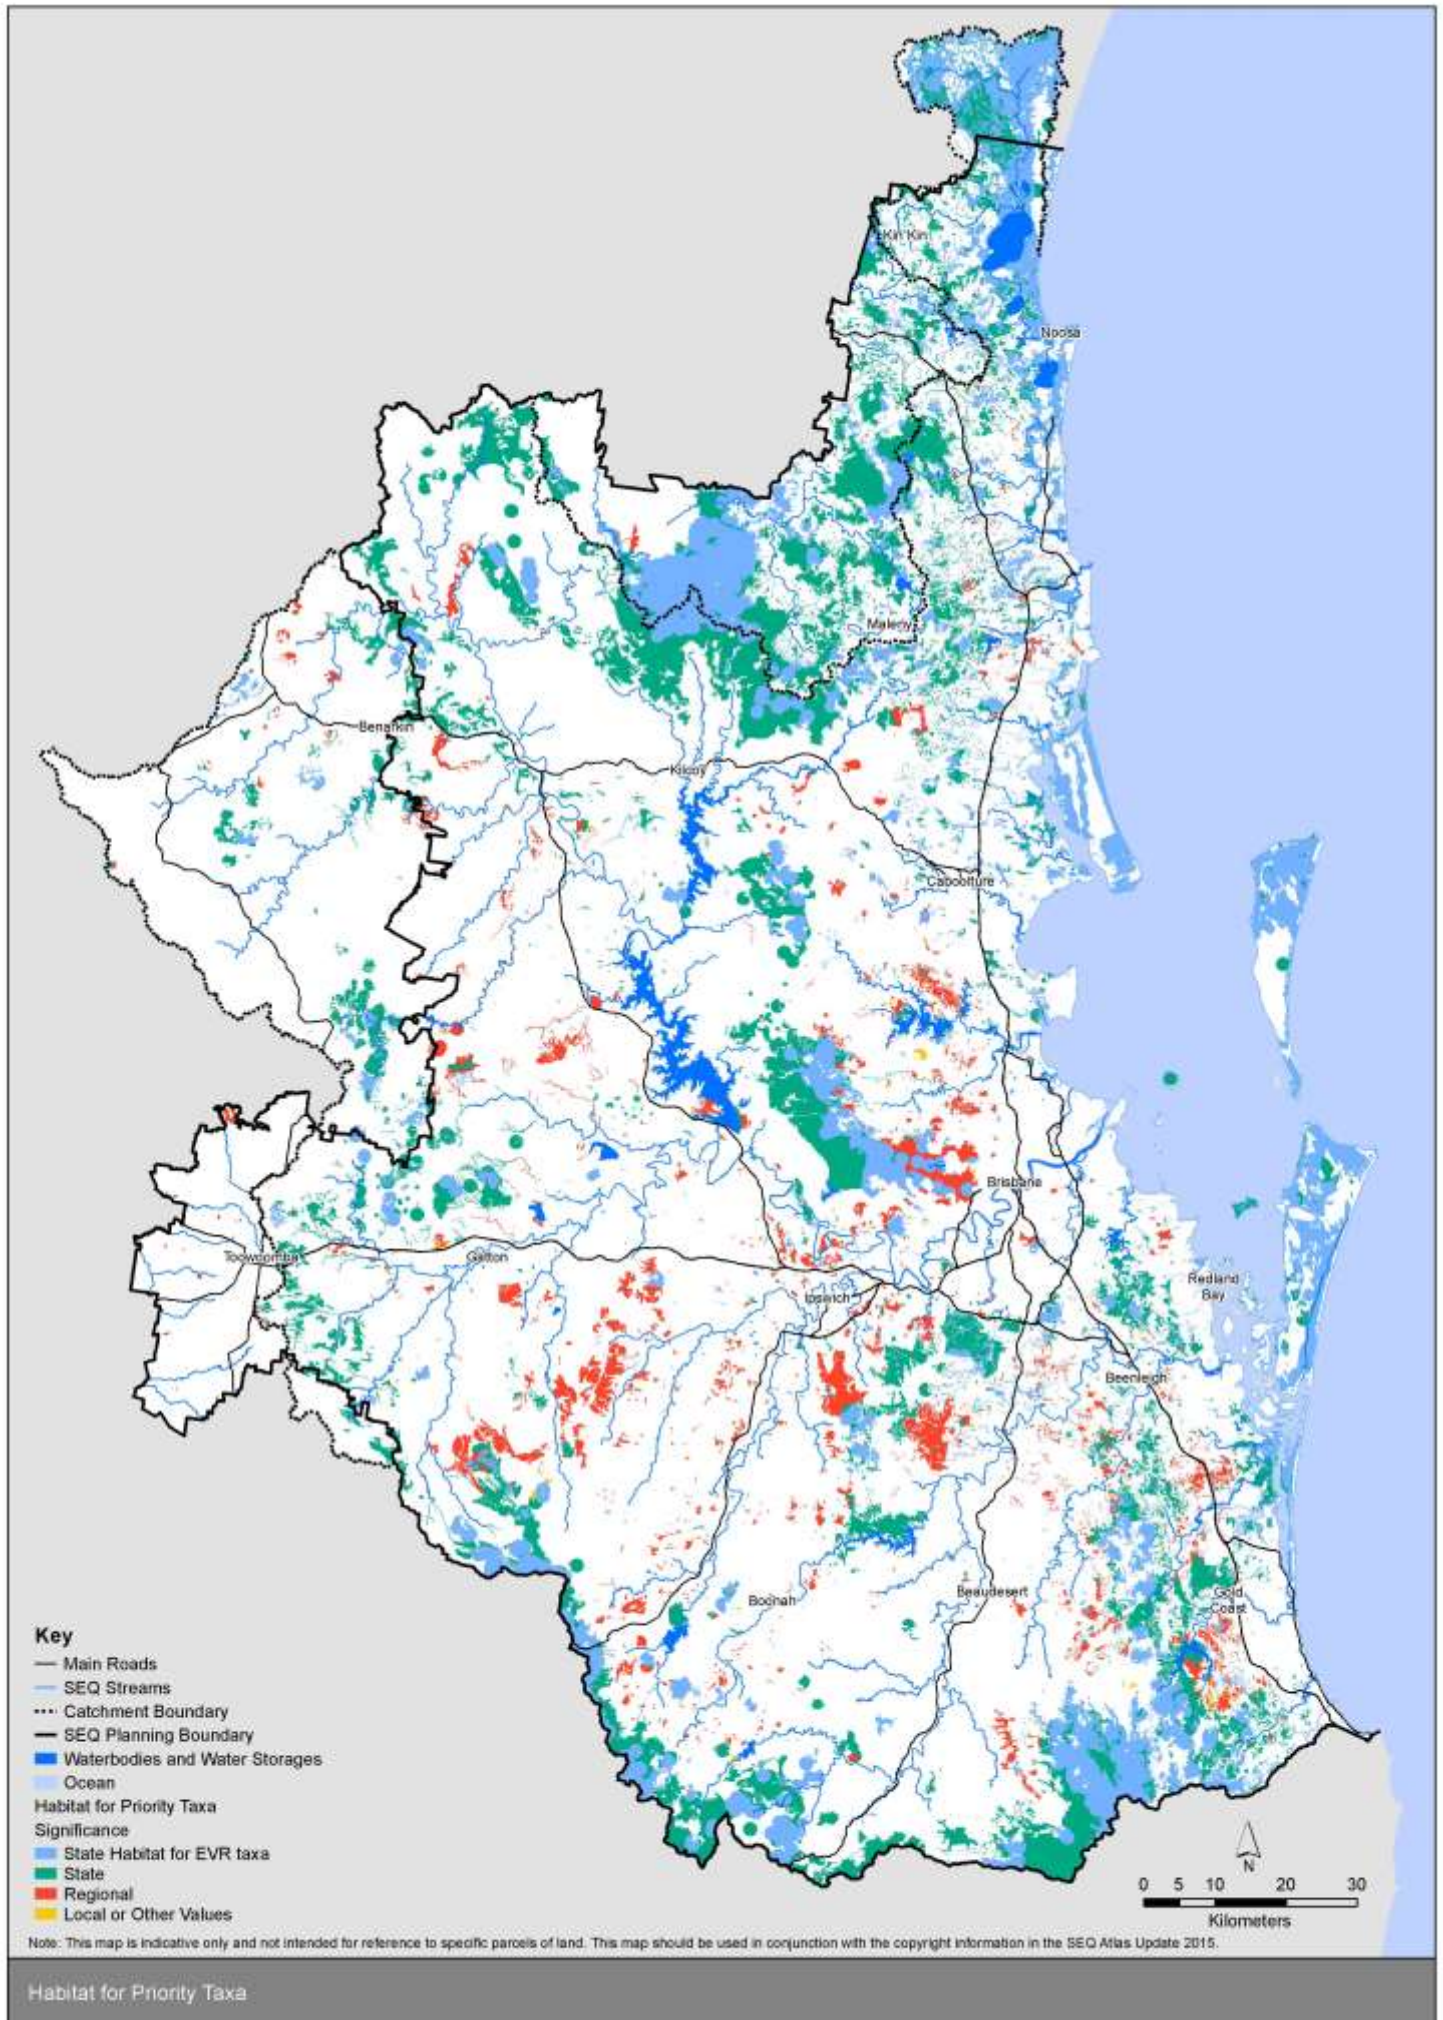 Kin Kin
Noosa
Maleny
Benarkin
Kilcoy
Caboolture
Brisbane
Toowoomba
Gatton
Redland
Bay
Ipswich
Beenleigh
Boonah
Beaudesert
Gold
Coast
Key
Main Roads
SEQ Streams
Catchment Boundary
SEQ Planning Boundary
Waterbodies and Water Storages
Ocean
Habitat for Priority Taxa
Significance
State Habitat for EVR taxa
State
Regional
Local or Other Values
N
0 5 10 20 30
Kilometers
Note: This map is indicative only and not intended for reference to specific parcels of land. This map should be used in conjunction with the copyright information in the SEQ Atlas Update 2015.
Habitat for Priority Taxa